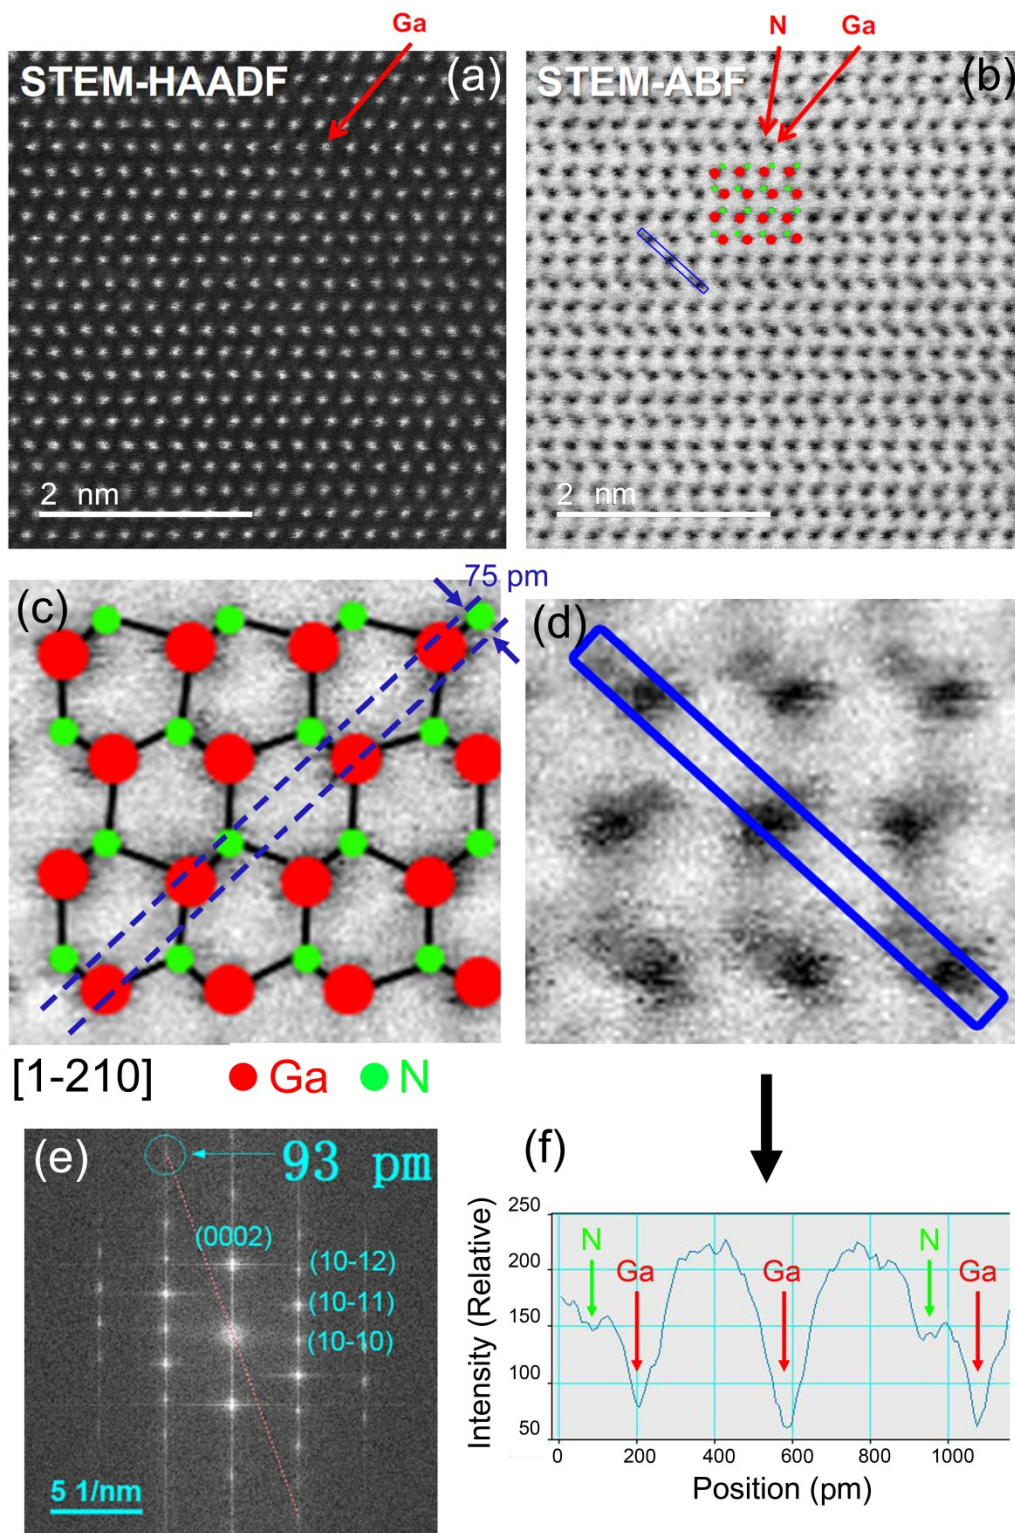 Ga
STEM-HAADF (a)
2 nm
N Ga
STEM-ABF (b)
2 nm
(c)
75 pm
(d)
[1-210] Ga N
(e)
93 pm
(0002)
(10-12)
(10-11)
(10-10)
5 1/nm
(f)
Intensity (Relative)
250
200
150
100
50
N Ga Ga N Ga
0 200 400 600 800 1000
Position (pm)